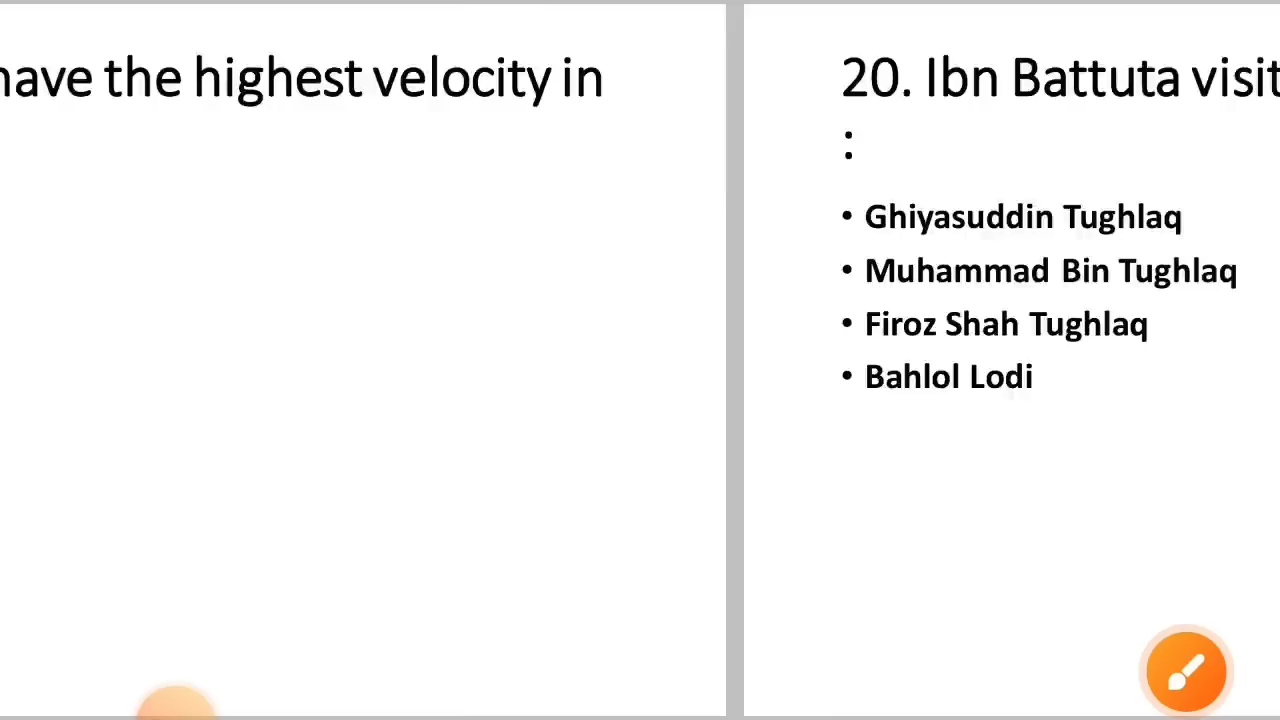 have the highest velocity in
20. Ibn Battuta visit
:
• Ghiyasuddin Tughlaq
• Muhammad Bin Tughlaq
• Firoz Shah Tughlaq
• Bahlol Lodi